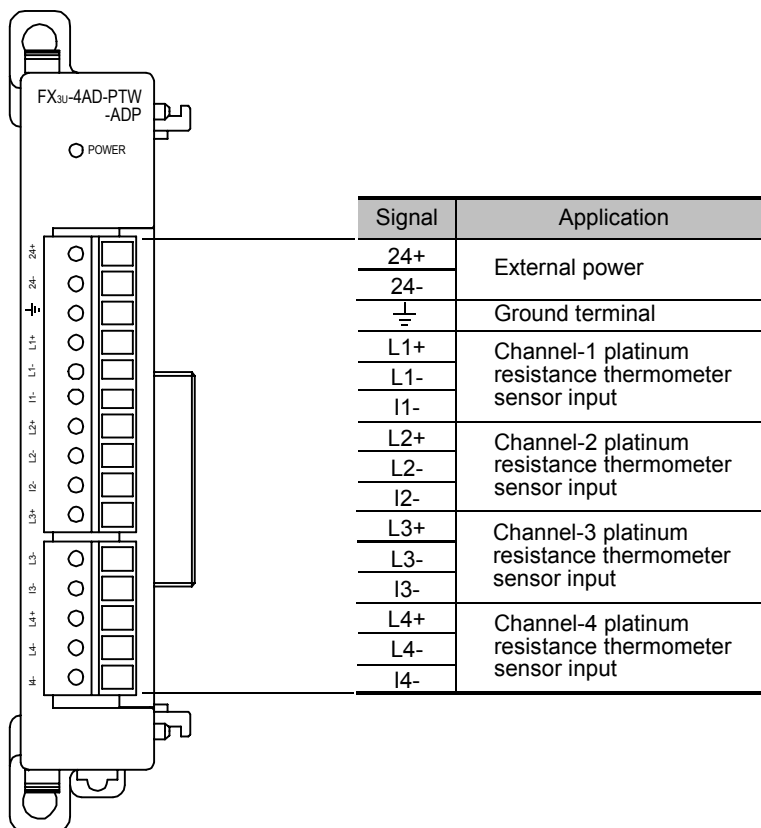 FX3U-4AD-PTW
-ADP
POWER
24+
24-
L1+
L1-
I1-
L2+
L2-
I2-
L3+
L3-
I3-
L4+
L4-
I4-
Signal Application
24+
24-
External power
Ground terminal
L1+
L1-
I1-
Channel-1 platinum
resistance thermometer
sensor input
L2+
L2-
I2-
Channel-2 platinum
resistance thermometer
sensor input
L3+
L3-
I3-
Channel-3 platinum
resistance thermometer
sensor input
L4+
L4-
I4-
Channel-4 platinum
resistance thermometer
sensor input